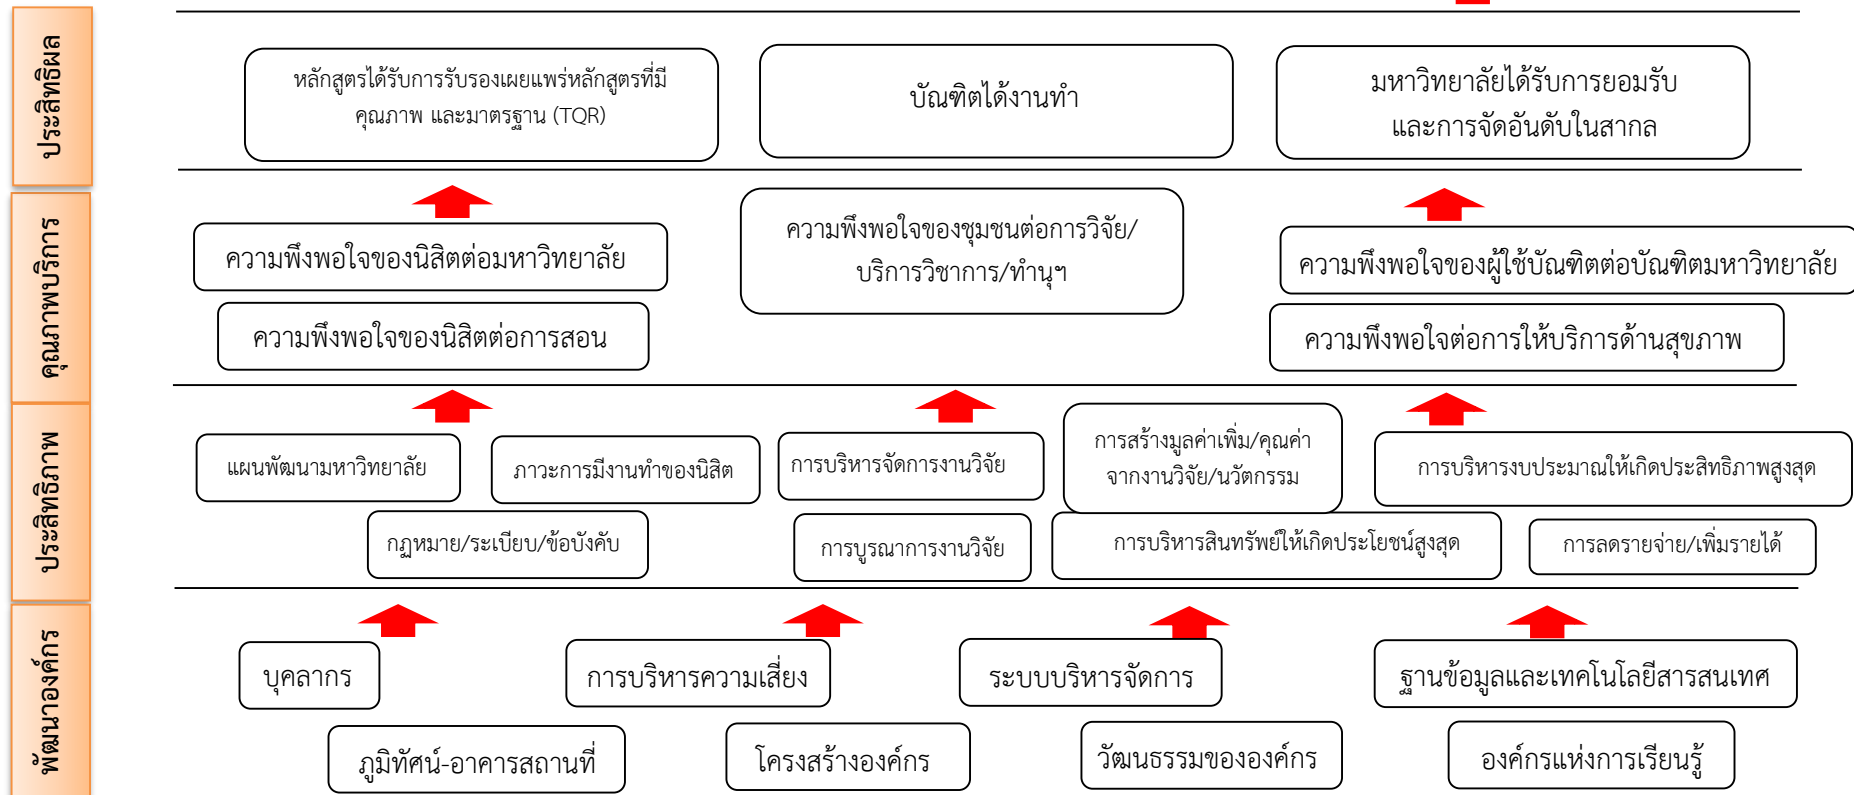 ประสิทธิผล
หลักสูตรได้รับการรับรองเผยแพร่หลักสูตรที่มี
คุณภาพ และมาตรฐาน (TQR)
บัณฑิตได้งานทำ
มหาวิทยาลัยได้รับการยอมรับ
และการจัดอันดับในสากล
คุณภาพบริการ
ความพึงพอใจของนิสิตต่อมหาวิทยาลัย
ความพึงพอใจของชุมชนต่อการวิจัย/
บริการวิชาการ/ทำนุฯ
ความพึงพอใจของผู้ใช้บัณฑิตต่อบัณฑิตมหาวิทยาลัย
ความพึงพอใจของนิสิตต่อการสอน
ความพึงพอใจต่อการให้บริการด้านสุขภาพ
ประสิทธิภาพ
แผนพัฒนามหาวิทยาลัย
ภาวะการมีงานทำของนิสิต
การบริหารจัดการงานวิจัย
การสร้างมูลค่าเพิ่ม/คุณค่า
จากงานวิจัย/นวัตกรรม
การบริหารงบประมาณให้เกิดประสิทธิภาพสูงสุด
กฎหมาย/ระเบียบ/ข้อบังคับ
การบูรณาการงานวิจัย
การบริหารสินทรัพย์ให้เกิดประโยชน์สูงสุด
การลดรายจ่าย/เพิ่มรายได้
พัฒนาองค์กร
บุคลากร
การบริหารความเสี่ยง
ระบบบริหารจัดการ
ฐานข้อมูลและเทคโนโลยีสารสนเทศ
ภูมิทัศน์-อาคารสถานที่
โครงสร้างองค์กร
วัฒนธรรมขององค์กร
องค์กรแห่งการเรียนรู้